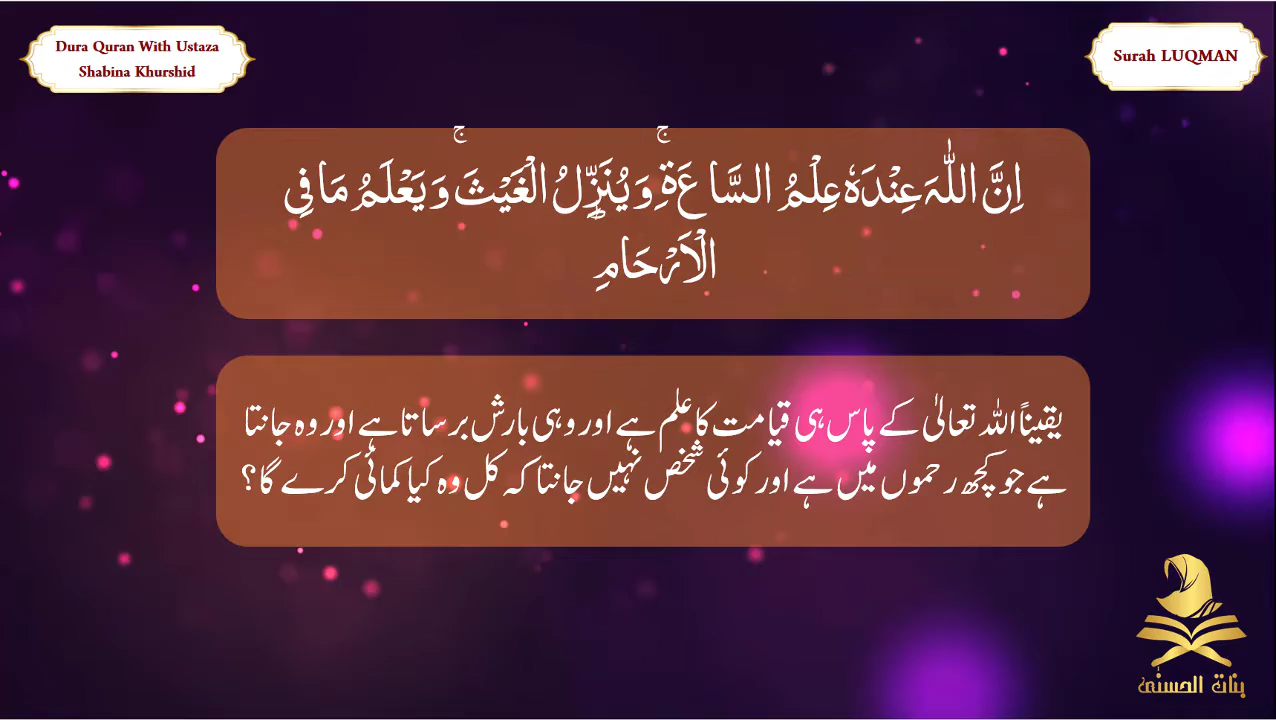 Dura Quran With Ustaza
Shabina Khurshid
Surah LUQMAN
اِنَّ اللّٰہَ عِنْدَہٗ عِلْمُ السَّاعَۃِ ۚ وَ یُنَزِّلُ الْغَیْثَ ۚ وَ یَعْلَمُ مَا فِی
الْاَرْحَامِ
یقیناً اللہ تعالیٰ کے پاس ہی قیامت کا علم ہے اور وہی بارش برساتا ہے اور وہ جانتا
ہے جو کچھ رحموں میں ہے اور کوئی شخص نہیں جانتا کہ کل وہ کیا کمائی کرے گا؟
بنات الحسنیٰ